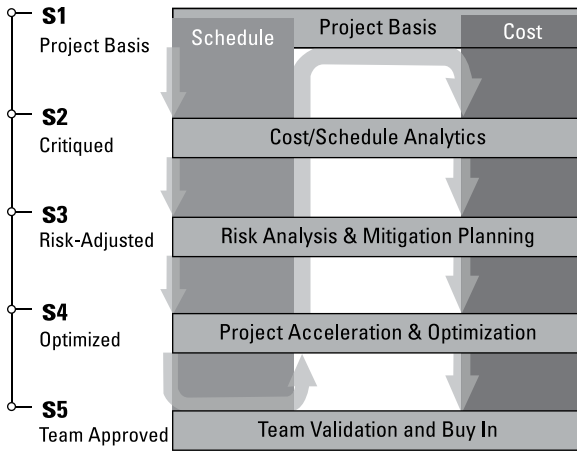 S1
Project Basis
Schedule
Project Basis
Cost
S2
Critiqued
Cost/Schedule Analytics
S3
Risk-Adjusted
Risk Analysis & Mitigation Planning
S4
Optimized
Project Acceleration & Optimization
S5
Team Approved
Team Validation and Buy In